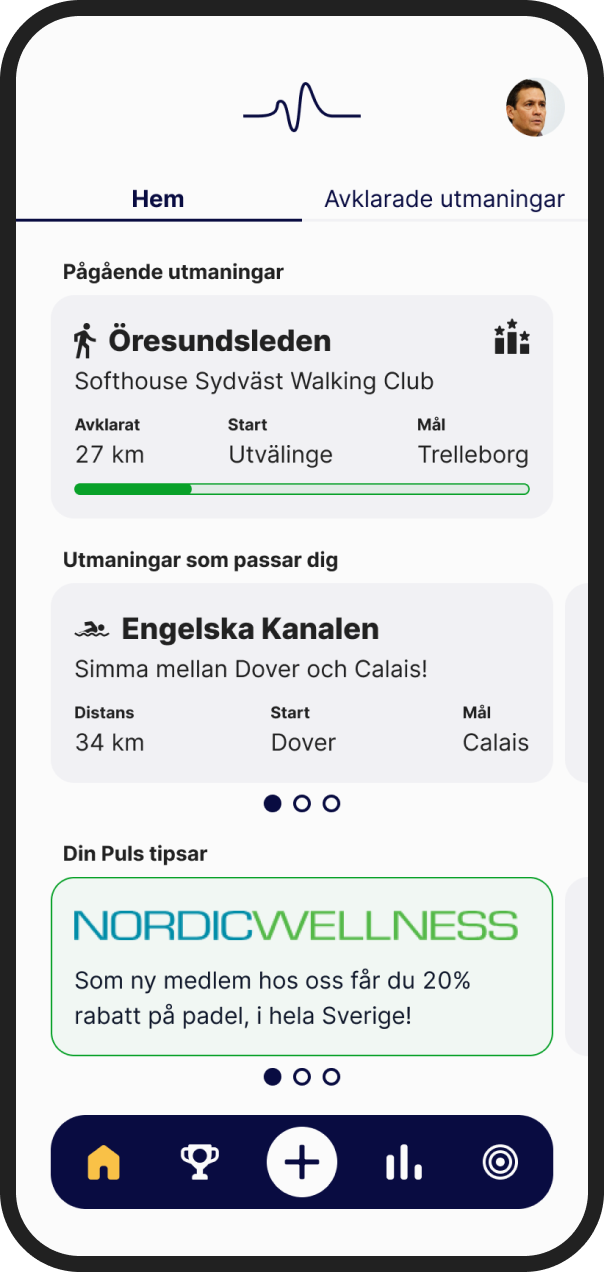 Hem Avklarade utmaningar
Pågående utmaningar
Öresundsleden
Softhouse Sydväst Walking Club
Avklarat Start Mål
27 km Utvälinge Trelleborg
Utmaningar som passar dig
Engelska Kanalen
Simma mellan Dover och Calais!
Distans Start Mål
34 km Dover Calais
Din Puls tipsar
NORDICWELLNESS
Som ny medlem hos oss får du 20%
rabatt på padel, i hela Sverige!